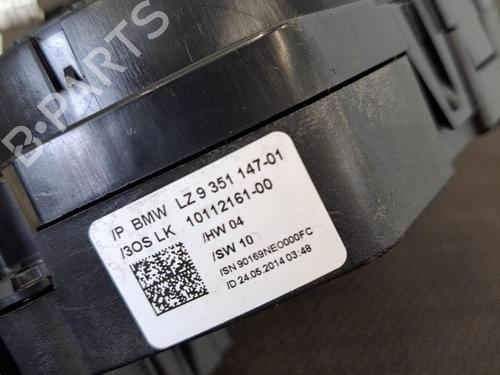 B-PARTS
/P BMW LZ 9 351 147-01
/3OS LK 10112161-00
/HW 04
/SW 10
/SN 90169NEO000FC
/D 24.05.2014 03:48